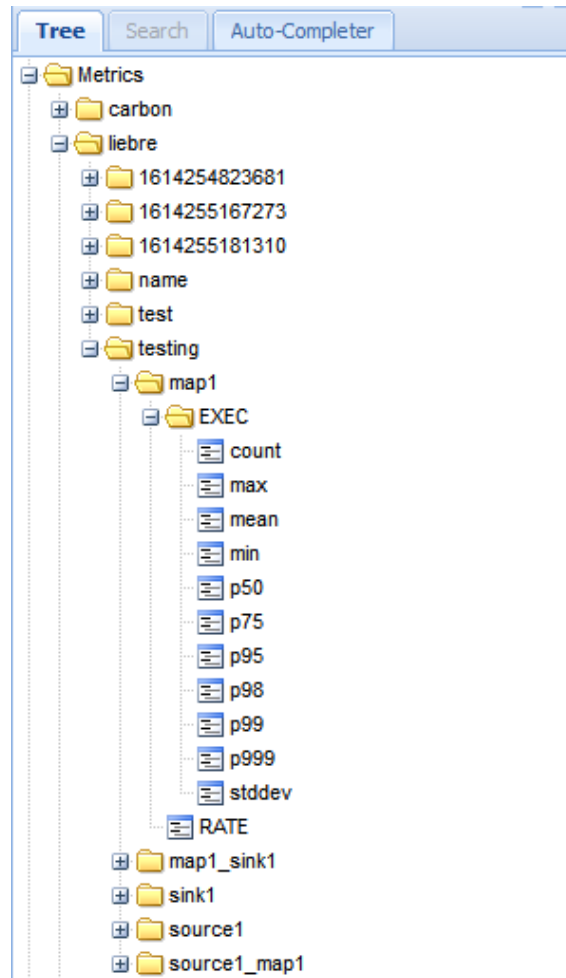 Tree Search Auto-Completer
Metrics
carbon
liebre
1614254823681
1614255167273
1614255181310
name
test
testing
map1
EXEC
count
max
mean
min
p50
p75
p95
p98
p99
p999
stddev
RATE
map1_sink1
sink1
source1
source1_map1